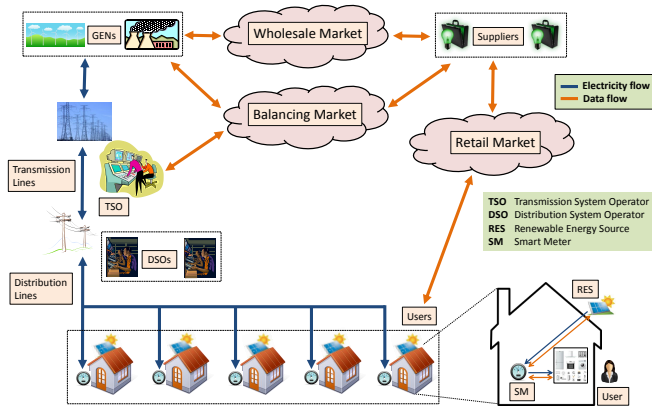 GENs
Wholesale Market
Suppliers
Electricity flow
Data flow
Balancing Market
Retail Market
Transmission
Lines
TSO
TSO Transmission System Operator
DSO Distribution System Operator
RES Renewable Energy Source
SM Smart Meter
DSOs
Distribution
Lines
Users
RES
SM
User